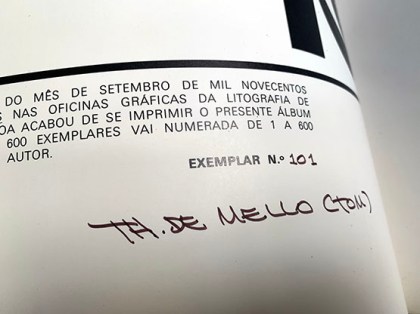 DO MÊS DE SETEMBRO DE MIL NOVECENTOS
NAS OFICINAS GRÁFICAS DA LITOGRAFIA DE
ACABOU DE SE IMPRIMIR O PRESENTE ÁLBUM
600 EXEMPLARES VAI NUMERADA DE 1 A 600
AUTOR.
EXEMPLAR N.º 101
TH. DE MELLO (TOM)